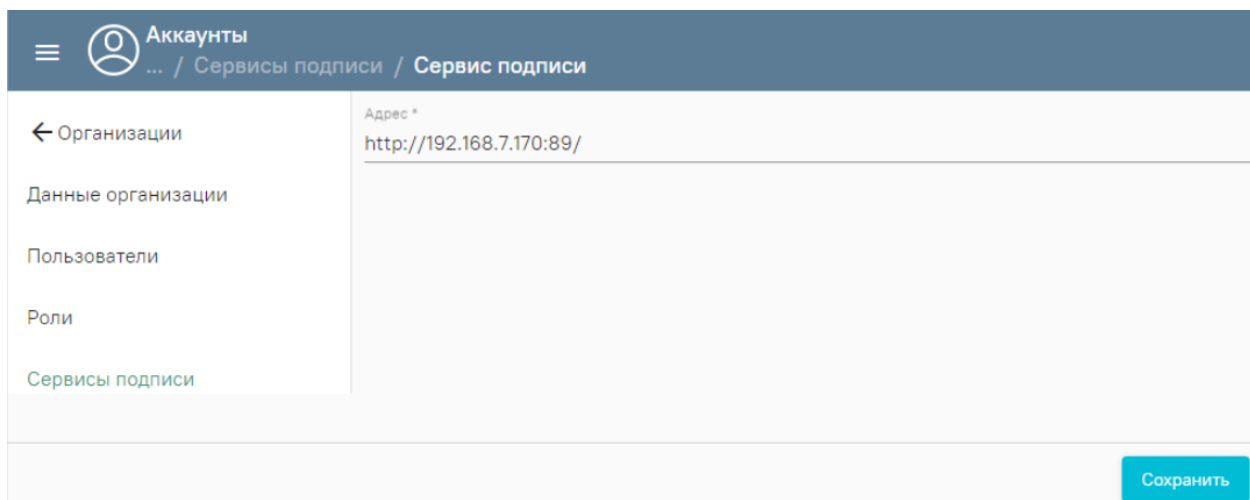 Аккаунты
... / Сервисы подписи / Сервис подписи
Организации
Данные организации
Пользователи
Роли
Сервисы подписи
Адрес *
http://192.168.7.170:89/
Сохранить